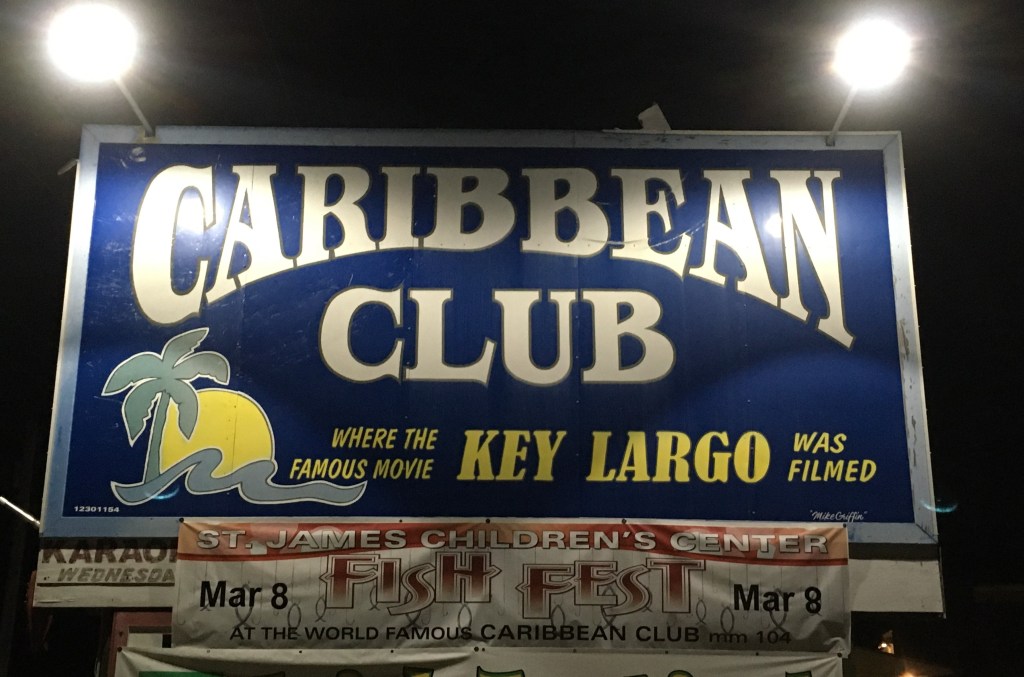 CARIBBEAN
CLUB
WHERE THE
FAMOUS MOVIE
KEY LARGO
WAS
FILMED
12301154
"Mike Griffin"
ST. JAMES CHILDREN'S CENTER
Mar 8 FISH FEST Mar 8
AT THE WORLD FAMOUS CARIBBEAN CLUB mm 104